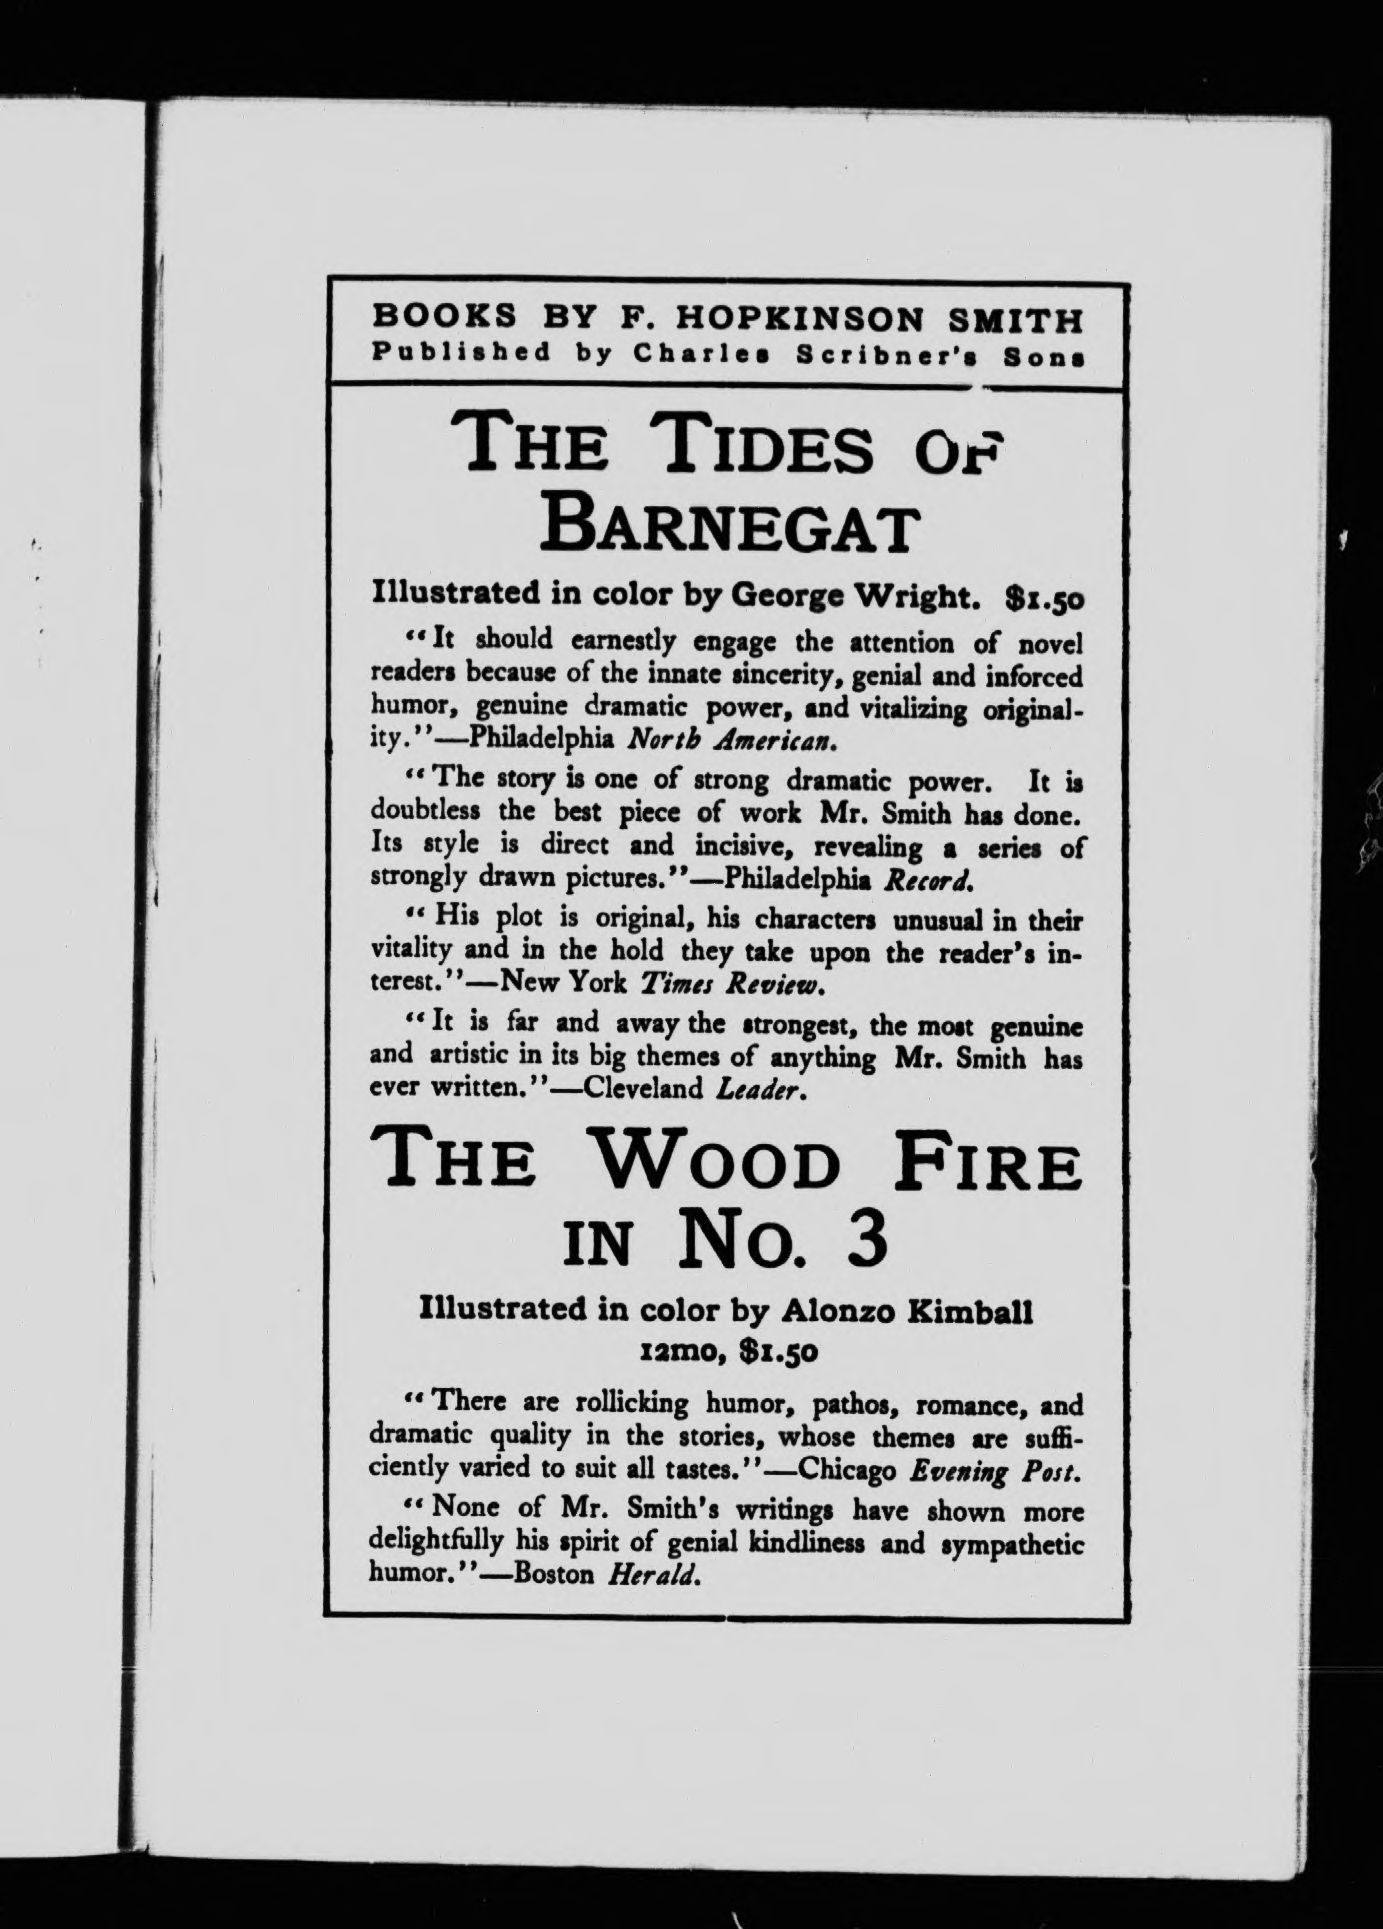 BOOKS BY F. HOPKINSON SMITH
Published by Charles Scribner's Sons
THE TIDES OF
BARNEGAT
Illustrated in color by George Wright. $1.50
"It should earnestly engage the attention of novel
readers because of the innate sincerity, genial and inforced
humor, genuine dramatic power, and vitalizing original-
ity."—Philadelphia North American.
"The story is one of strong dramatic power. It is
doubtless the best piece of work Mr. Smith has done.
Its style is direct and incisive, revealing a series of
strongly drawn pictures."—Philadelphia Record.
"His plot is original, his characters unusual in their
vitality and in the hold they take upon the reader's in-
terest."—New York Times Review.
"It is far and away the strongest, the most genuine
and artistic in its big themes of anything Mr. Smith has
ever written."—Cleveland Leader.
THE WOOD FIRE
IN NO. 3
Illustrated in color by Alonzo Kimball
12mo, $1.50
"There are rollicking humor, pathos, romance, and
dramatic quality in the stories, whose themes are suffi-
ciently varied to suit all tastes."—Chicago Evening Post.
"None of Mr. Smith's writings have shown more
delightfully his spirit of genial kindliness and sympathetic
humor."—Boston Herald.